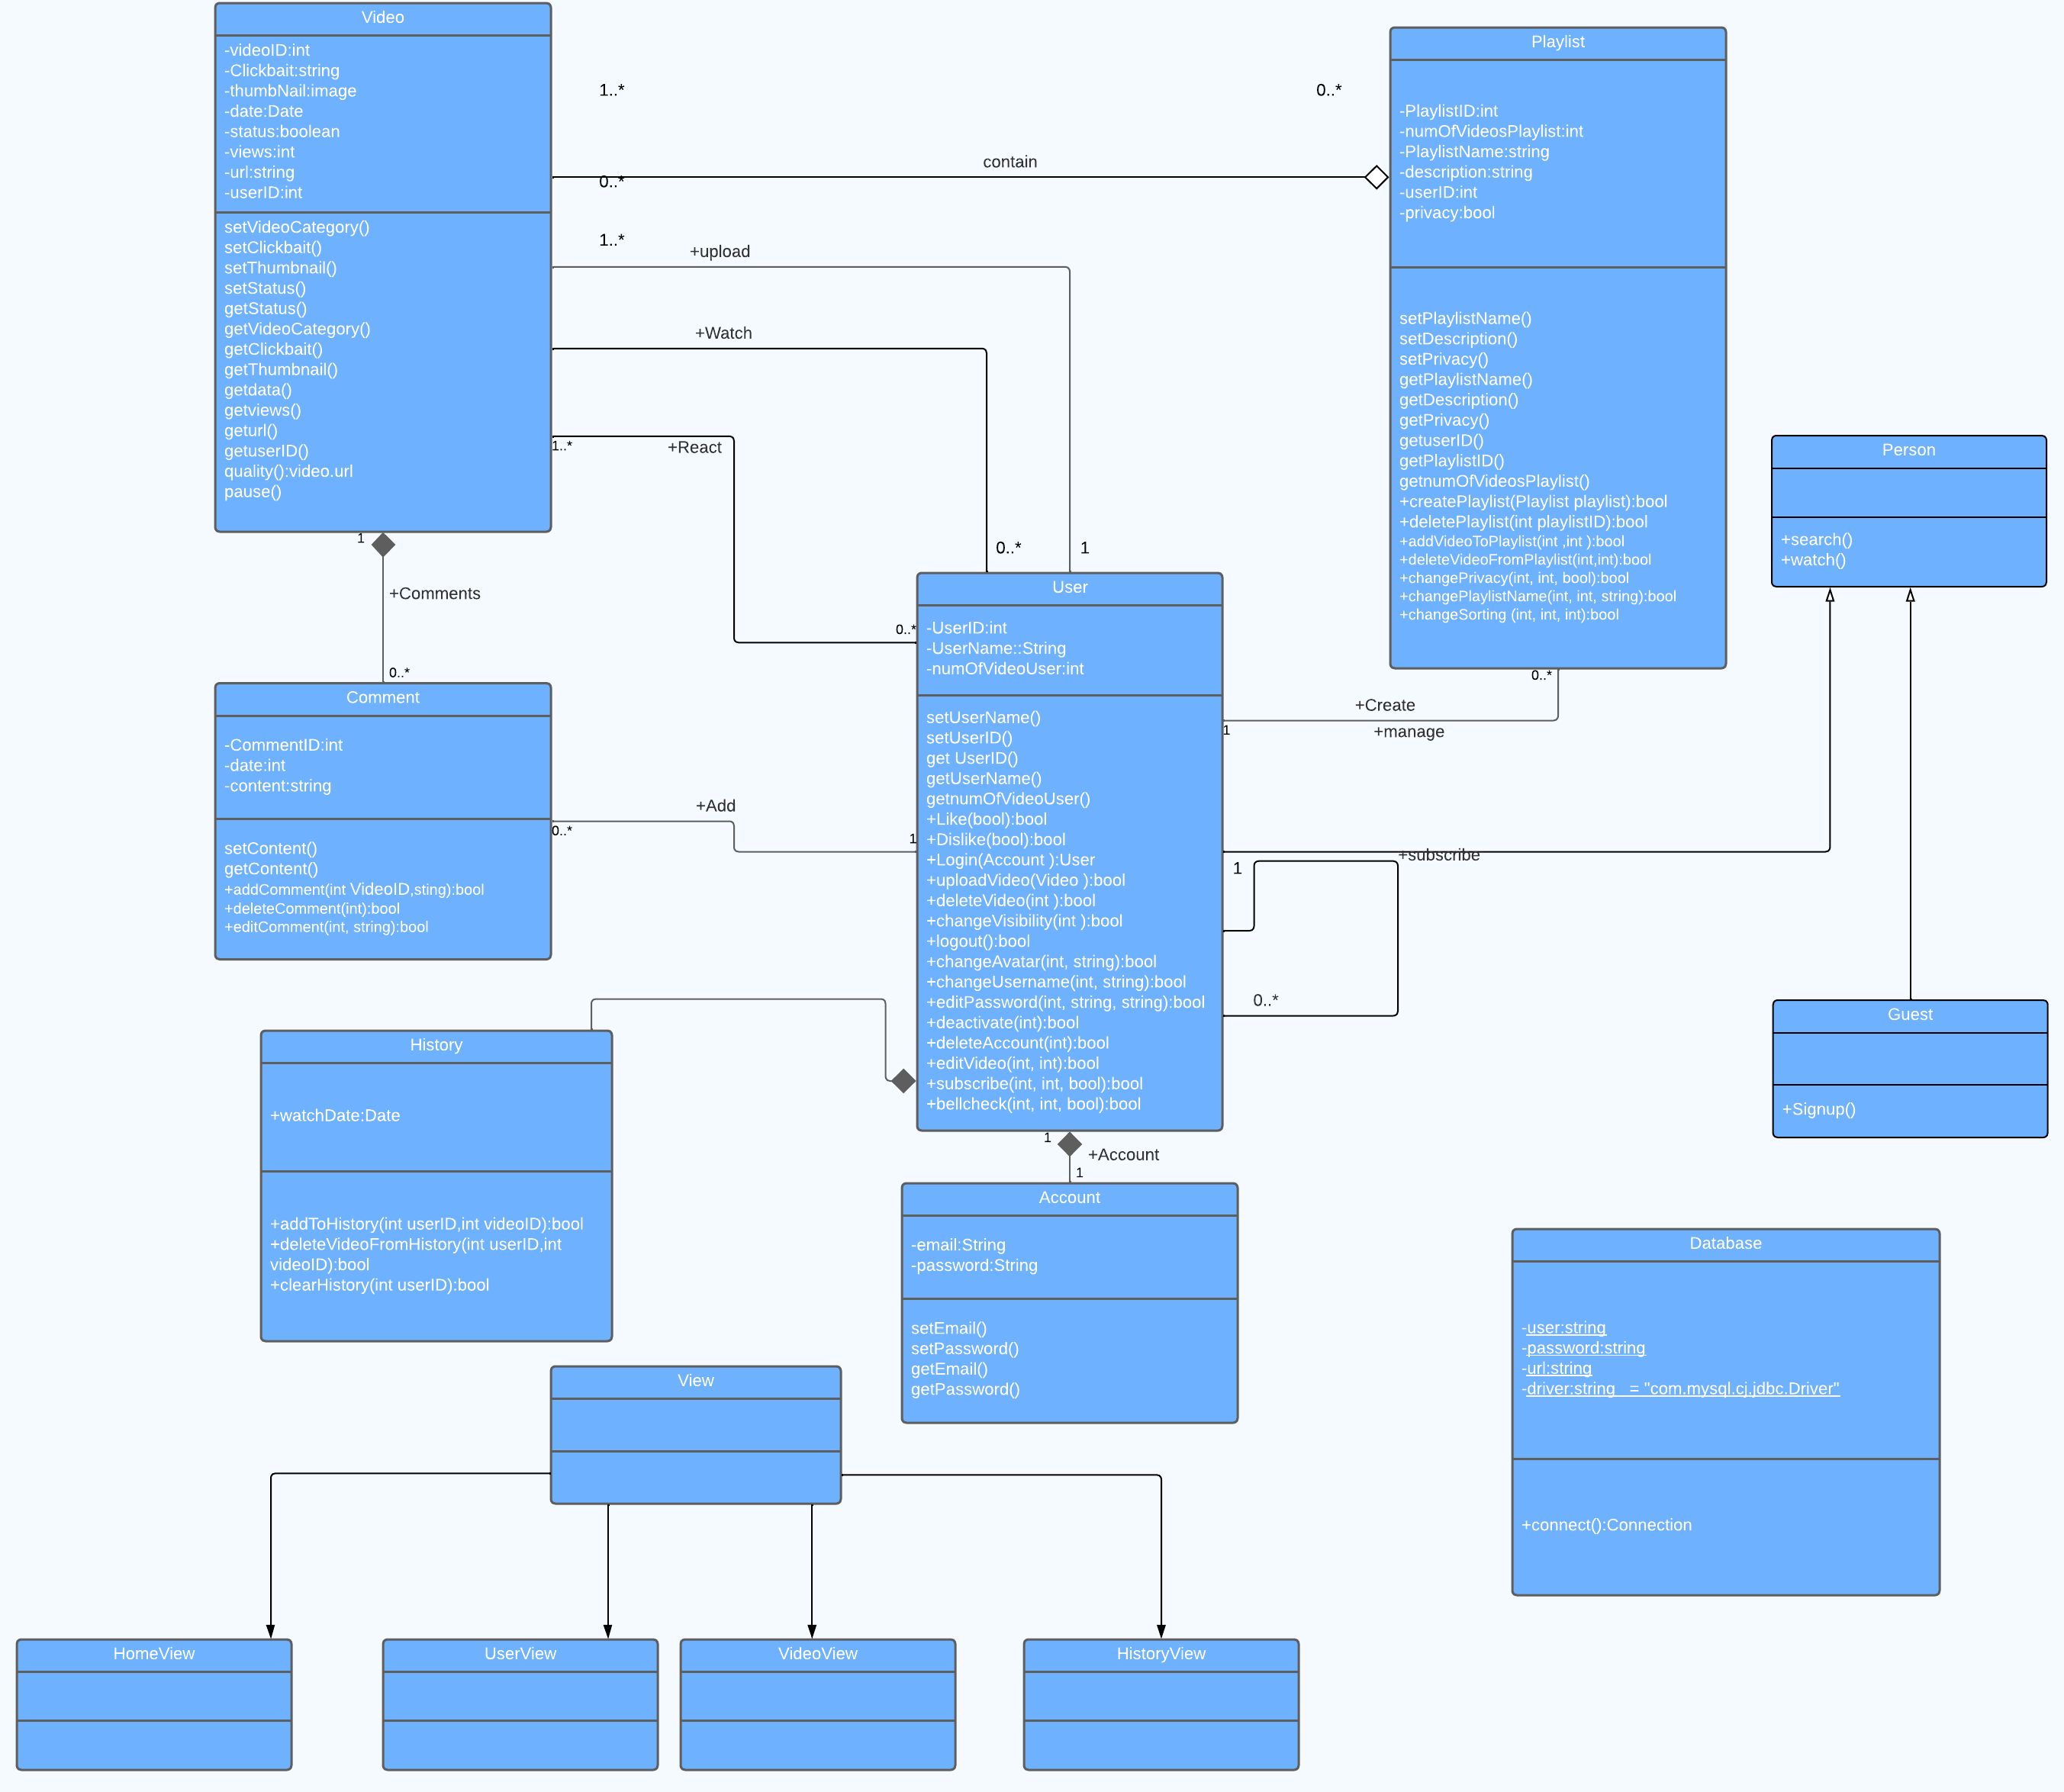 Video
-videoID:int
-Clickbait:string
-thumbNail:image
-date:Date
-status:boolean
-views:int
-url:string
-userID:int
setVideoCategory()
setClickbait()
setThumbnail()
setStatus()
getStatus()
getVideoCategory()
getClickbait()
getThumbnail()
getdata()
getviews()
geturl()
getuserID()
quality():video.url
pause()
1..*
0..*
contain
0..*
1..*
+upload
+Watch
1..*
+React
0..*
1
0..*
Playlist
-PlaylistID:int
-numOfVideosPlaylist:int
-PlaylistName:string
-description:string
-userID:int
-privacy:bool
setPlaylistName()
setDescription()
setPrivacy()
getPlaylistName()
getDescription()
getPrivacy()
getuserID()
getPlaylistID()
getnumOfVideosPlaylist()
+createPlaylist(Playlist playlist):bool
+deletePlaylist(int playlistID):bool
+addVideoToPlaylist(int ,int ):bool
+deleteVideoFromPlaylist(int,int):bool
+changePrivacy(int, int, bool):bool
+changePlaylistName(int, int, string):bool
+changeSorting (int, int, int):bool
Person
+search()
+watch()
1
+Comments
0..*
Comment
-CommentID:int
-date:int
-content:string
setContent()
getContent()
+addComment(int VideoID,sting):bool
+deleteComment(int):bool
+editComment(int, string):bool
+Add
0..*
1
User
-UserID:int
-UserName::String
-numOfVideoUser:int
setUserName()
setUserID()
get UserID()
getUserName()
getnumOfVideoUser()
+Like(bool):bool
+Dislike(bool):bool
+Login(Account ):User
+uploadVideo(Video ):bool
+deleteVideo(int ):bool
+changeVisibility(int ):bool
+logout():bool
+changeAvatar(int, string):bool
+changeUsername(int, string):bool
+editPassword(int, string, string):bool
+deactivate(int):bool
+deleteAccount(int):bool
+editVideo(int, int):bool
+subscribe(int, int, bool):bool
+bellcheck(int, int, bool):bool
0..*
+Create
1
+manage
+subscribe
1
0..*
Guest
+Signup()
History
+watchDate:Date
+addToHistory(int userID,int videoID):bool
+deleteVideoFromHistory(int userID,int
videoID):bool
+clearHistory(int userID):bool
1
+Account
1
Account
-email:String
-password:String
setEmail()
setPassword()
getEmail()
getPassword()
Database
-user:string
-password:string
-url:string
-driver:string   = "com.mysql.cj.jdbc.Driver"
+connect():Connection
View
HomeView
UserView
VideoView
HistoryView